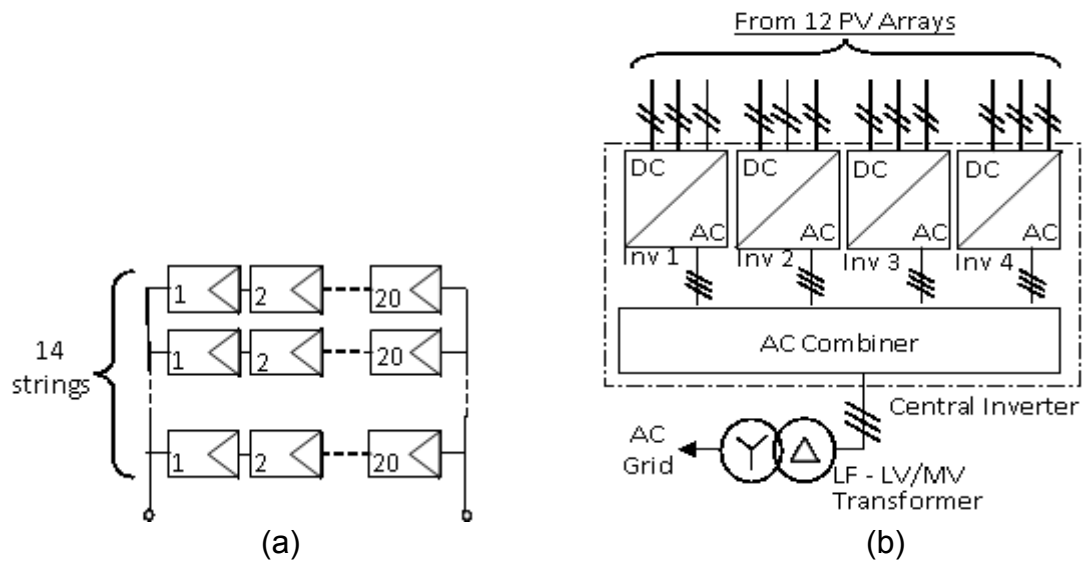 14
strings
1 2 20
1 2 20
1 2 20
(a)
From 12 PV Arrays
DC DC DC DC
AC AC AC AC
Inv 1 Inv 2 Inv 3 Inv 4
AC Combiner
Central Inverter
AC
Grid
LF - LV/MV
Transformer
(b)